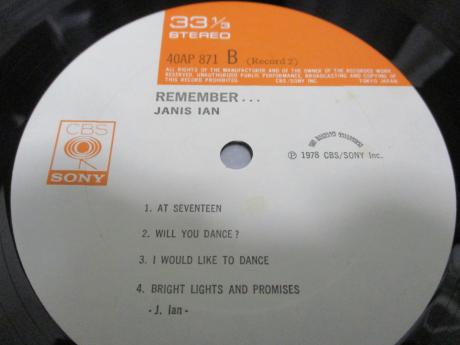 33 1/3
STEREO
40AP 871 B (Record 2)
ALL RIGHTS OF THE MANUFACTURER AND OF THE OWNER OF THE RECORDED WORK
RESERVED. UNAUTHORIZED PUBLIC PERFORMANCE, BROADCASTING AND COPYING OF
THIS RECORD PROHIBITED. CBS/SONY INC. TOKYO JAPAN
REMEMBER...
JANIS IAN
CBS
SONY
℗ 1978 CBS/SONY Inc.
1. AT SEVENTEEN
2. WILL YOU DANCE?
3. I WOULD LIKE TO DANCE
4. BRIGHT LIGHTS AND PROMISES
-J. Ian-